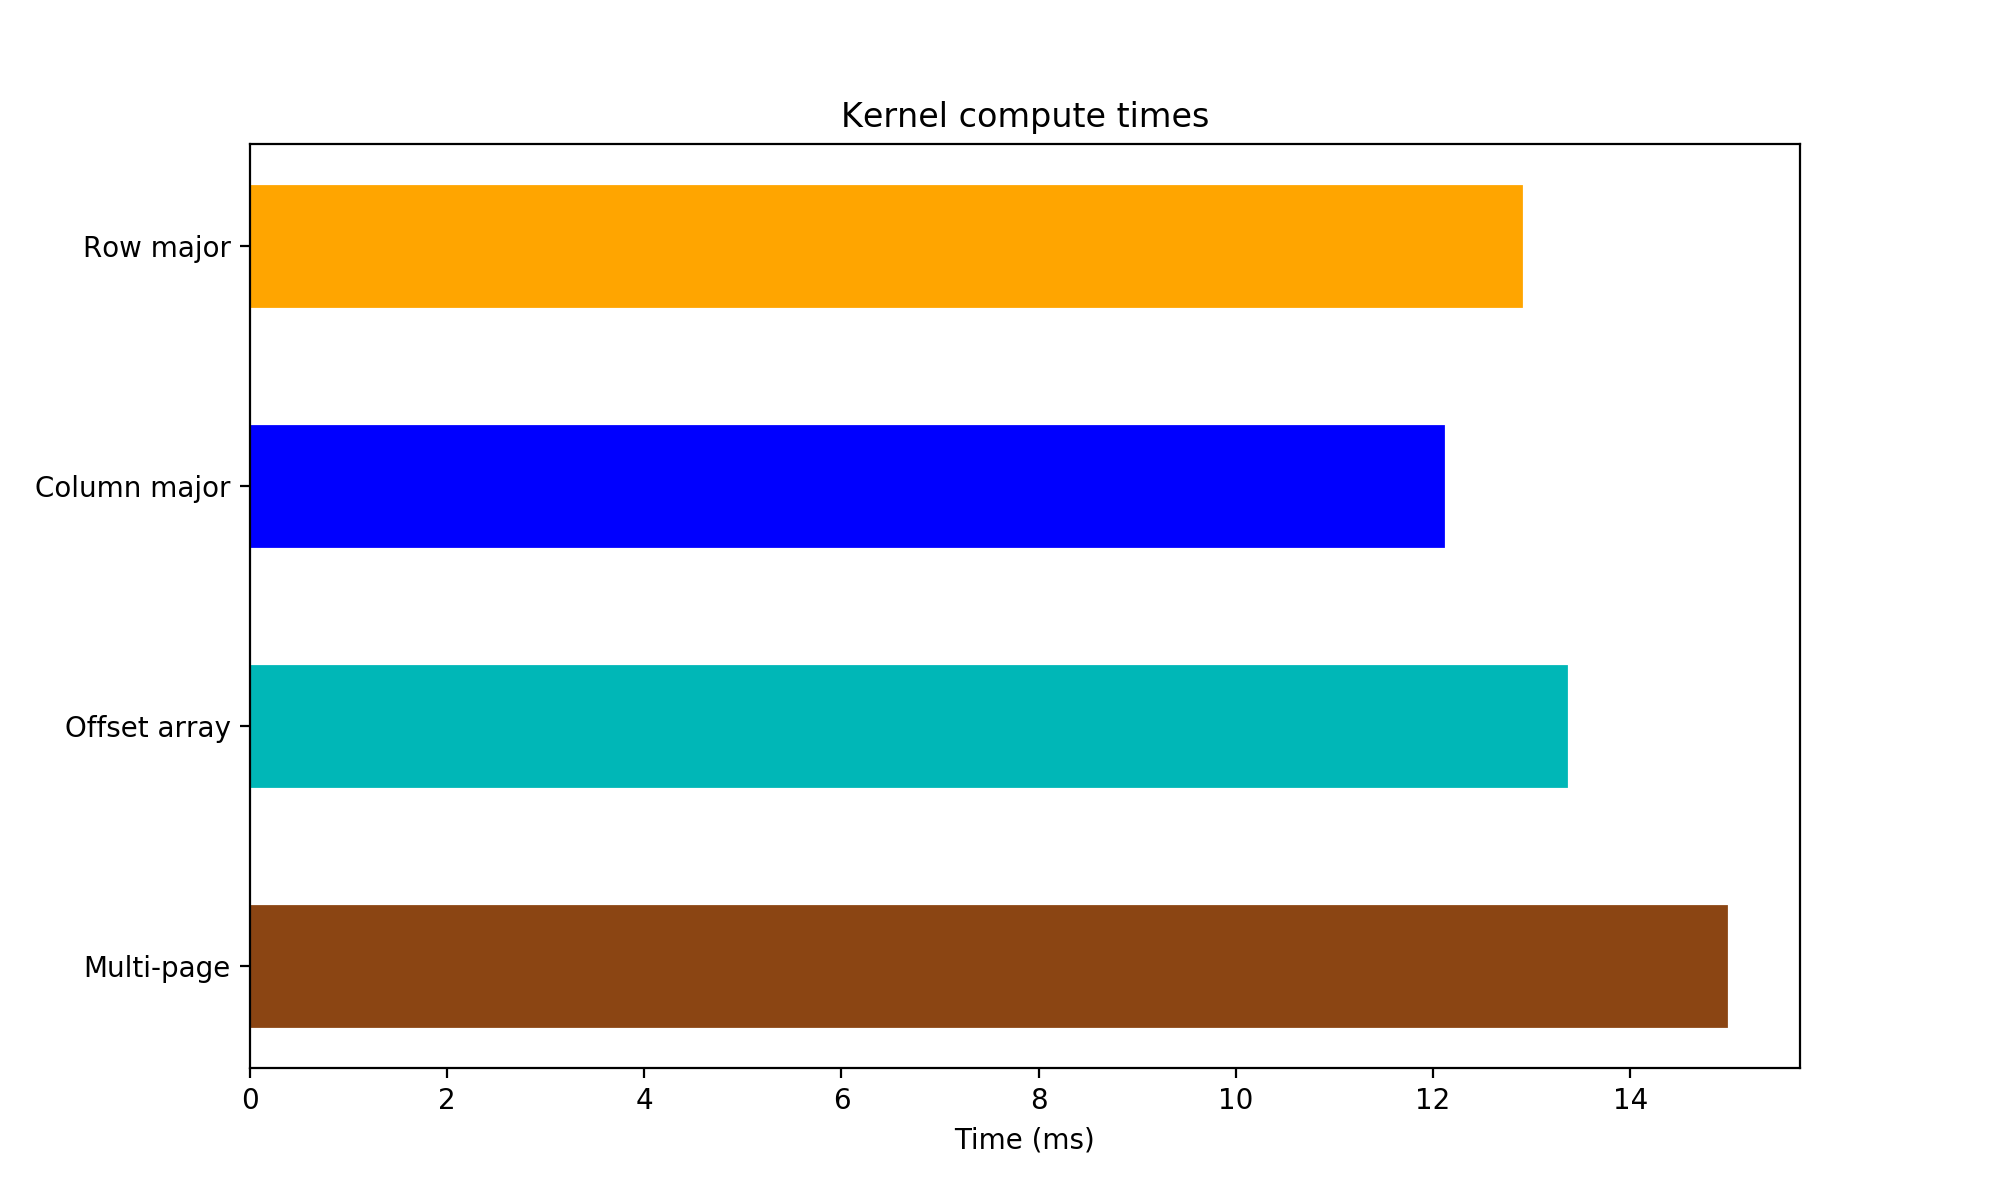 Kernel compute times
Row major
Column major
Offset array
Multi-page
0 2 4 6 8 10 12 14
Time (ms)